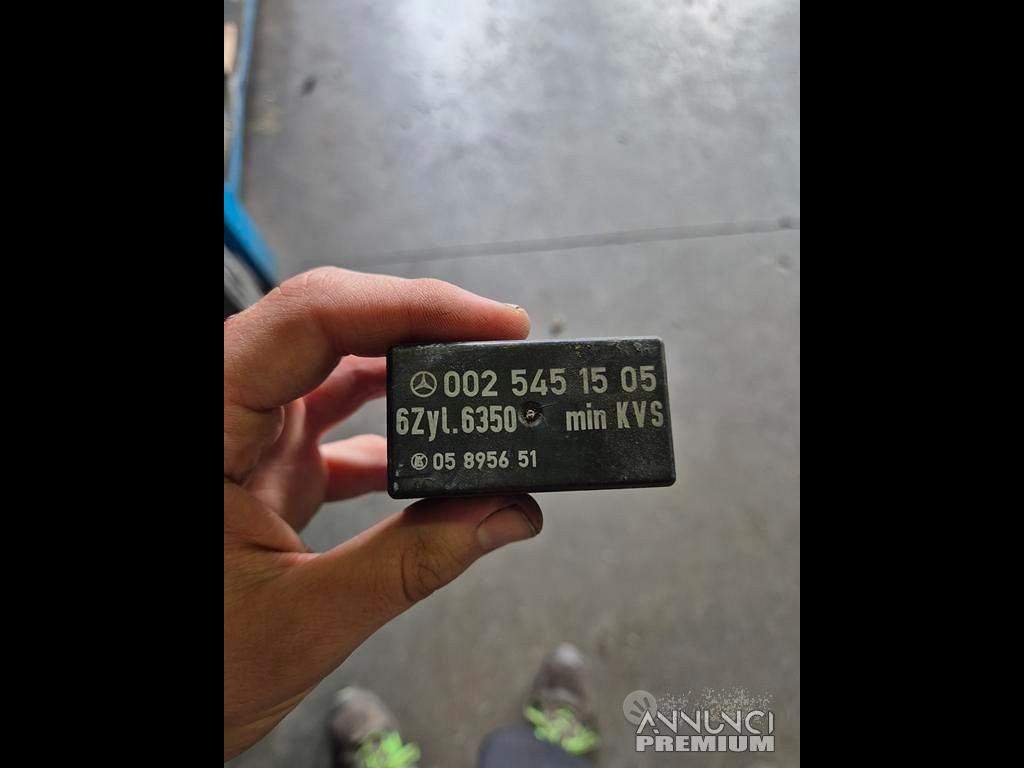 002 545 15 05
6Zyl.6350 min KVS
05 8956 51
ANNUNCI
PREMIUM